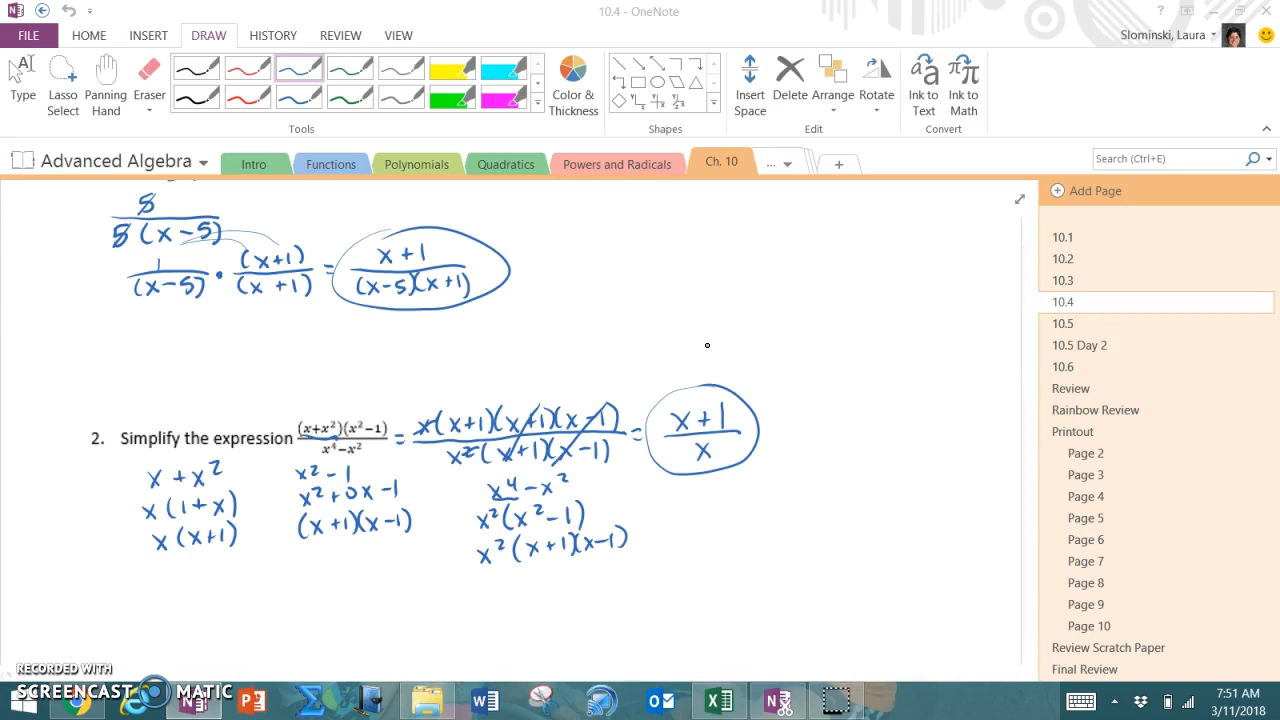 10.4 - OneNote
FILE HOME INSERT DRAW HISTORY REVIEW VIEW
Slominski, Laura
Type Lasso Select Panning Hand Eraser
Color & Thickness
Insert Space Delete Arrange Rotate
Ink to Text Ink to Math
Tools Shapes Edit Convert
Advanced Algebra
Intro Functions Polynomials Quadratics Powers and Radicals Ch. 10 ... +
Search (Ctrl+E)
5/5(x-5)
1/(x-5) · (x+1)/(x+1) = x+1/(x-5)(x+1)
2. Simplify the expression (x+x²)(x²−1)/x⁴−x² = x(x+1)(x+1)(x-1)/x²(x+1)(x-1) = x+1/x
x + x²
x(1+x)
x(x+1)
x² - 1
x² + 0x - 1
(x+1)(x-1)
x⁴ - x²
x²(x² - 1)
x²(x+1)(x-1)
Add Page
10.1
10.2
10.3
10.4
10.5
10.5 Day 2
10.6
Review
Rainbow Review
Printout
Page 2
Page 3
Page 4
Page 5
Page 6
Page 7
Page 8
Page 9
Page 10
Review Scratch Paper
Final Review
RECORDED WITH
SCREENCAST MATIC
7:51 AM
3/11/2018